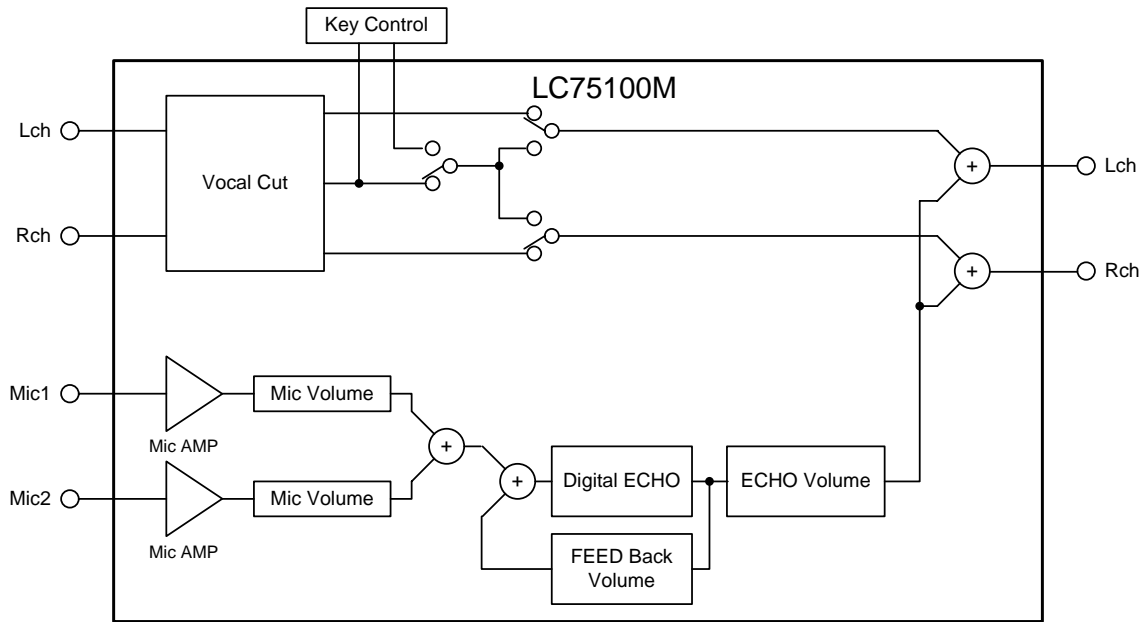 Key Control
LC75100M
Lch
Vocal Cut
Lch
Rch
Rch
Mic1
Mic Volume
Mic AMP
+
+
+
+
Mic2
Mic Volume
Digital ECHO
ECHO Volume
Mic AMP
FEED Back
Volume